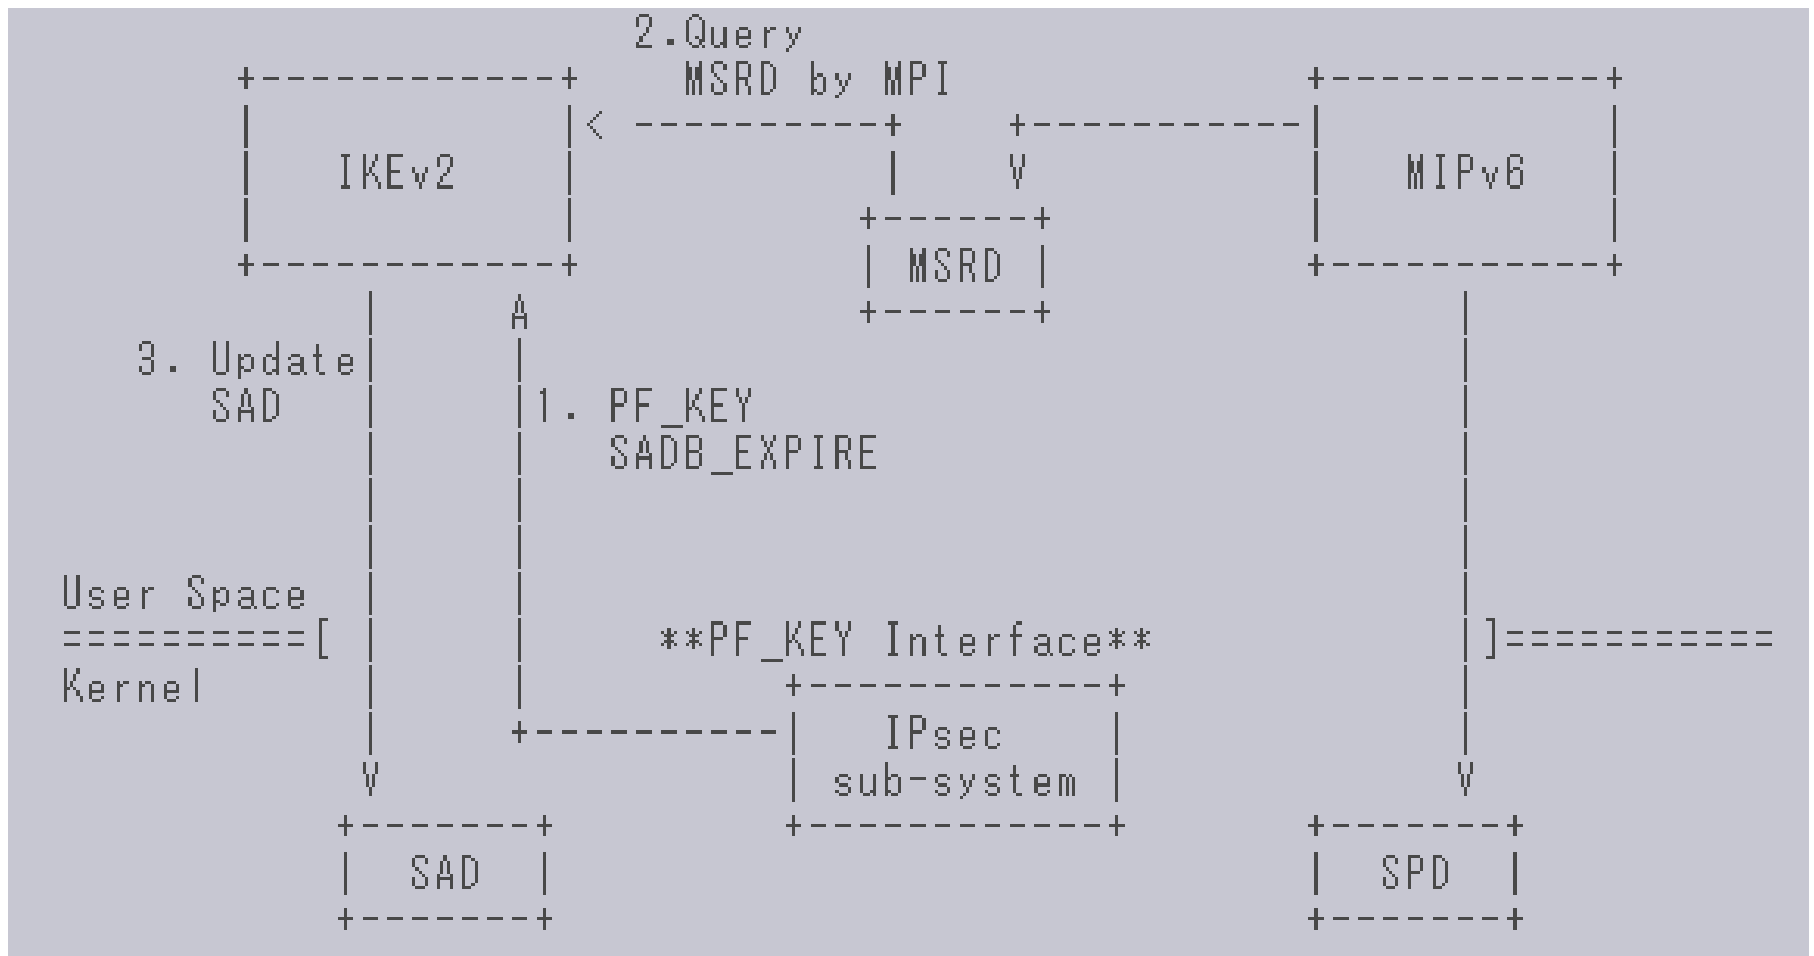 2.Query
MSRD by MPI
IKEv2
MIPv6
MSRD
3. Update
SAD
1. PF_KEY
SADB_EXPIRE
User Space
==========[ ]===========
**PF_KEY Interface**
Kernel
IPsec
sub-system
SAD
SPD